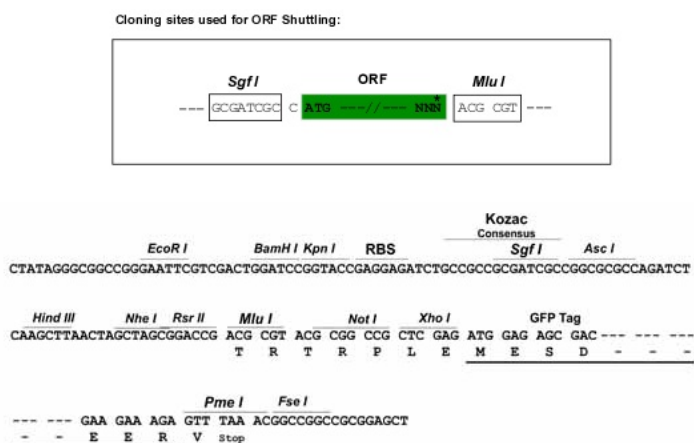 Cloning sites used for ORF Shuttling:
Sgf I ORF Mlu I
--- GCGATCGC C ATG ---//--- NNN* ACG CGT ---
Kozac
Consensus
EcoR I BamH I Kpn I RBS Sgf I Asc I
CTATAGGGCGGCCGGGAATTCGTCGACTGGATCCGGTACCGAGGAGATCTGCCGCCGCGATCGCCGGCGCGCCAGATCT
Hind III Nhe I Rsr II Mlu I Not I Xho I GFP Tag
CAAGCTTAACTAGCTAGCGGACCG ACG CGT ACG CGG CCG CTC GAG ATG GAG AGC GAC--- --- ---
T R T R P L E M E S D - - -
Pme I Fse I
--- --- GAA GAA AGA GTT TAA ACGGCCGGCCGCGGAGCT
- - E E R V Stop